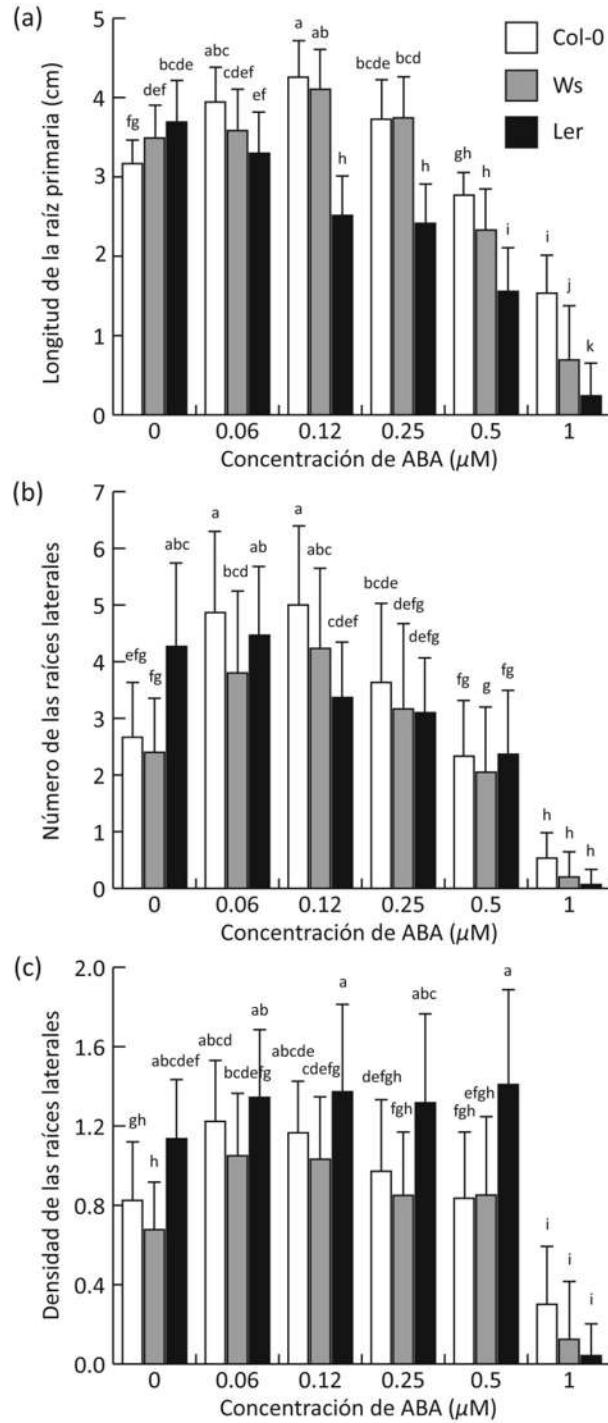 (a)
Longitud de la raíz primaria (cm)
5
4
3
2
1
0
fg def bcde
abc cdef ef
a ab h
bcde bcd h
gh h i
i j k
Col-0
Ws
Ler
0 0.06 0.12 0.25 0.5 1
Concentración de ABA (μM)
(b)
Número de las raíces laterales
7
6
5
4
3
2
1
0
efg fg abc
a bcd ab
a abc cdef
bcde defg defg
fg g fg
h h h
0 0.06 0.12 0.25 0.5 1
Concentración de ABA (μM)
(c)
Densidad de las raíces laterales
2.0
1.6
1.2
0.8
0.4
0.0
gh h abcdef
abcd bcdefg ab
abcde cdefg a
defgh fgh abc
fgh efgh a
i i i
0 0.06 0.12 0.25 0.5 1
Concentración de ABA (μM)